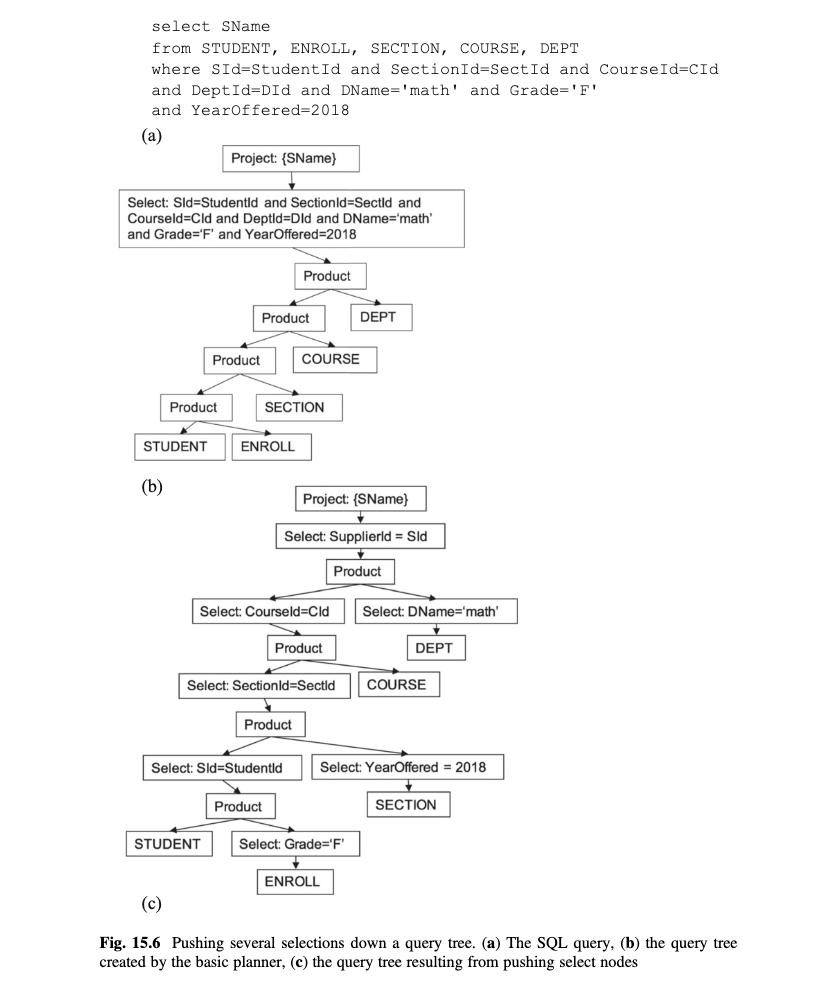 select SName
from STUDENT, ENROLL, SECTION, COURSE, DEPT
where SId=StudentId and SectionId=SectId and CourseId=CId
and DeptId=DId and DName='math' and Grade='F'
and YearOffered=2018
(a)
Project: {SName}
Select: SId=StudentId and SectionId=SectId and
CourseId=CId and DeptId=DId and DName=‘math’
and Grade=‘F’ and YearOffered=2018
Product
Product
DEPT
Product
COURSE
Product
SECTION
STUDENT
ENROLL
(b)
Project: {SName}
Select: SupplierId = SId
Product
Select: CourseId=CId
Select: DName=‘math’
Product
DEPT
Select: SectionId=SectId
COURSE
Product
Select: SId=StudentId
Select: YearOffered = 2018
Product
SECTION
STUDENT
Select: Grade=‘F’
ENROLL
(c)
Fig. 15.6 Pushing several selections down a query tree. (a) The SQL query, (b) the query tree
created by the basic planner, (c) the query tree resulting from pushing select nodes